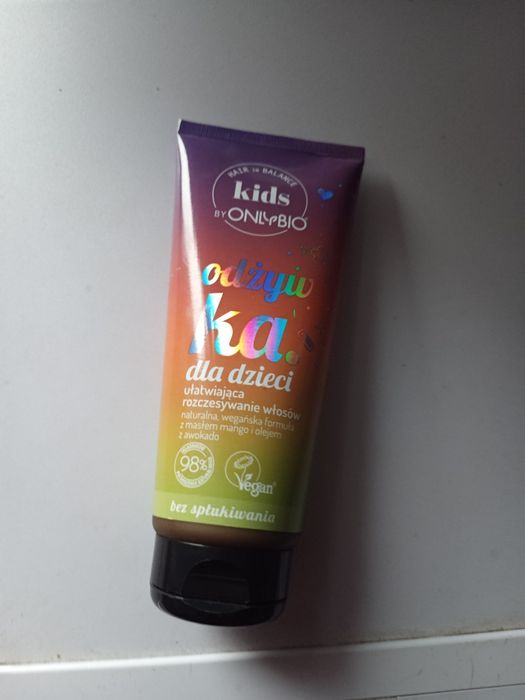 HAIR in BALANCE
kids
BY ONLYBIO
odżyw
ka.
dla dzieci
ułatwiająca
rozczesywanie włosów
naturalna, wegańska formuła
z masłem mango i olejem
z awokado
98%
Vegan
bez spłukiwania